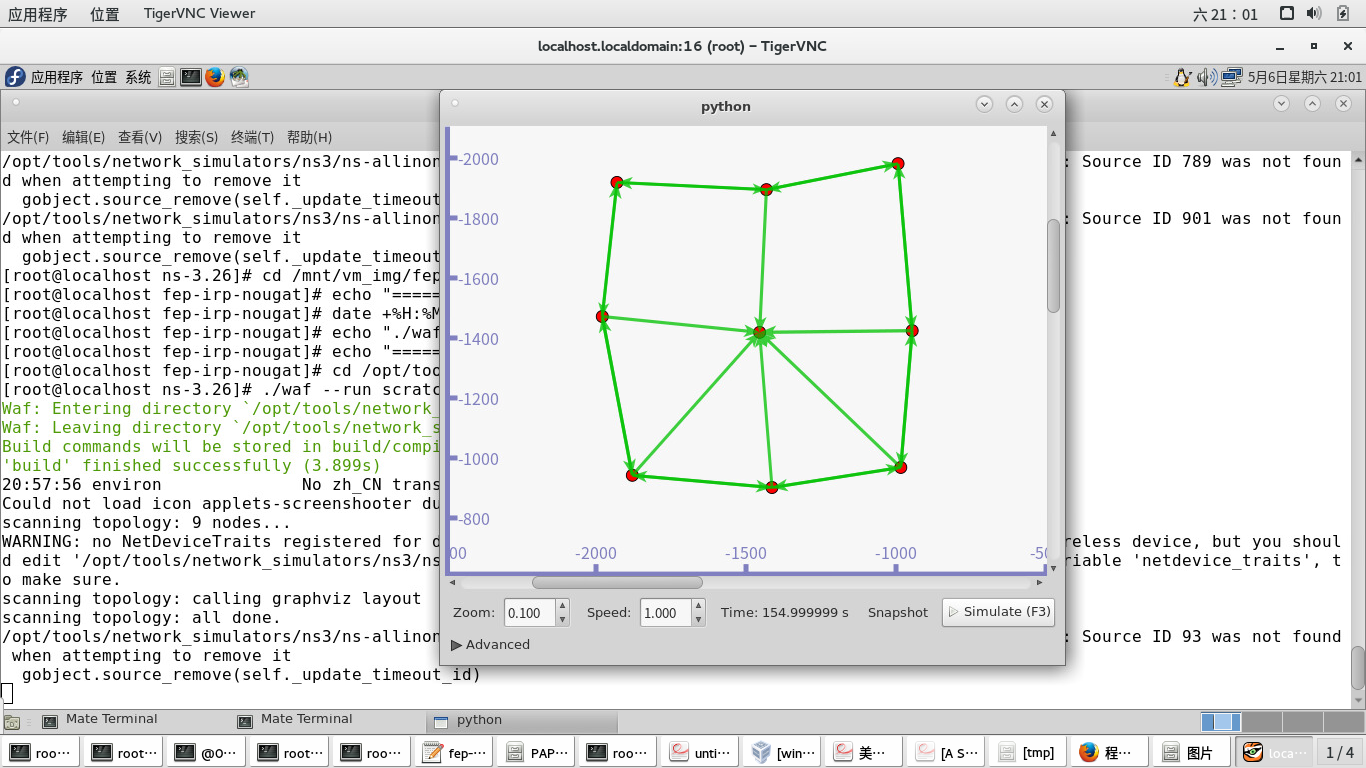 应用程序 位置 TigerVNC Viewer 六 21：01
localhost.localdomain:16 (root) - TigerVNC
应用程序 位置 系统 5月6日星期六 21:01
python
文件(F) 编辑(E) 查看(V) 搜索(S) 终端(T) 帮助(H)
/opt/tools/network_simulators/ns3/ns-allinon : Source ID 789 was not foun
d when attempting to remove it
gobject.source_remove(self._update_timeout
/opt/tools/network_simulators/ns3/ns-allinon : Source ID 901 was not foun
d when attempting to remove it
gobject.source_remove(self._update_timeout
[root@localhost ns-3.26]# cd /mnt/vm_img/fep
[root@localhost fep-irp-nougat]# echo "=====
[root@localhost fep-irp-nougat]# date +%H:%M
[root@localhost fep-irp-nougat]# echo "./waf
[root@localhost fep-irp-nougat]# echo "=====
[root@localhost fep-irp-nougat]# cd /opt/too
[root@localhost ns-3.26]# ./waf --run scratc
Waf: Entering directory `/opt/tools/network_
Waf: Leaving directory `/opt/tools/network_s
Build commands will be stored in build/compi
'build' finished successfully (3.899s)
20:57:56 environ No zh_CN trans
Could not load icon applets-screenshooter du
scanning topology: 9 nodes...
WARNING: no NetDeviceTraits registered for d reless device, but you shoul
d edit '/opt/tools/network_simulators/ns3/ns riable 'netdevice_traits', t
o make sure.
scanning topology: calling graphviz layout
scanning topology: all done.
/opt/tools/network_simulators/ns3/ns-allinon : Source ID 93 was not found
when attempting to remove it
gobject.source_remove(self._update_timeout_id)
-2000
-1800
-1600
-1400
-1200
-1000
-800
00 -2000 -1500 -1000 -50
Zoom: 0.100 Speed: 1.000 Time: 154.999999 s Snapshot Simulate (F3)
Advanced
Mate Terminal Mate Terminal python
roo… root… @O… root… roo… fep-… PAP… roo… unti… [win… 美… [A S… [tmp] 程… 图片 loca… 1 / 4